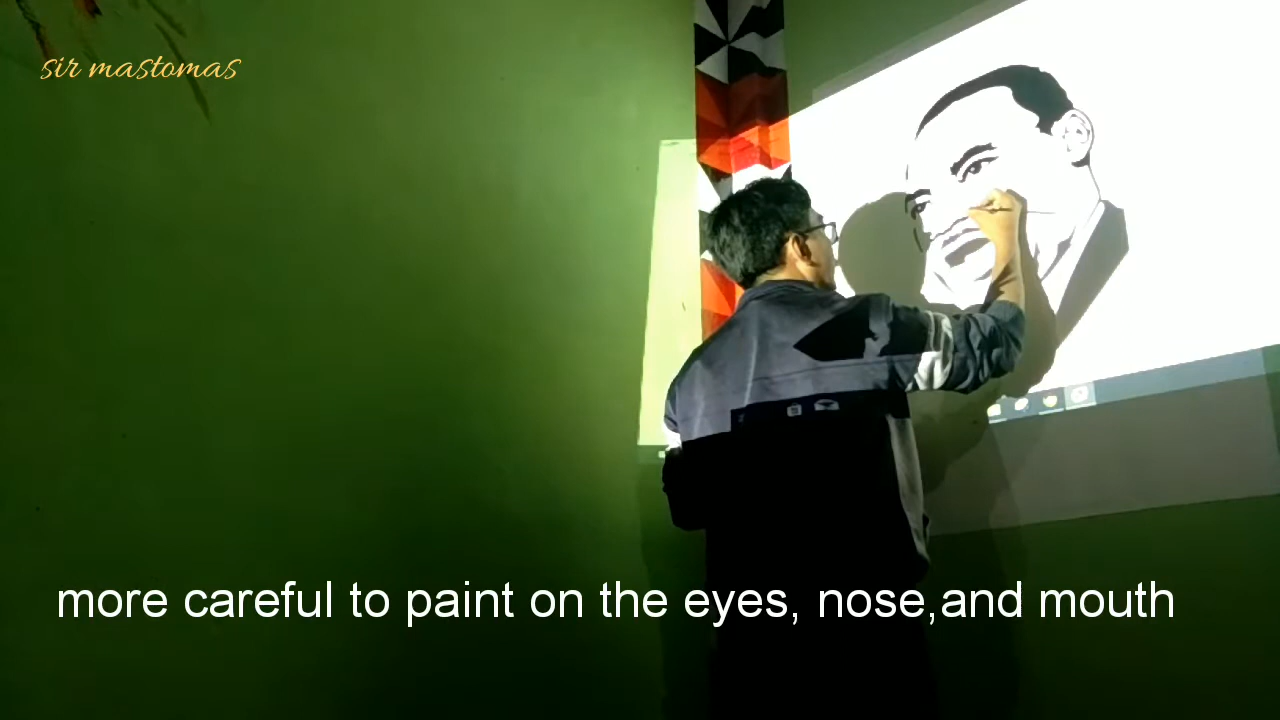 sir mastomas
more careful to paint on the eyes, nose,and mouth